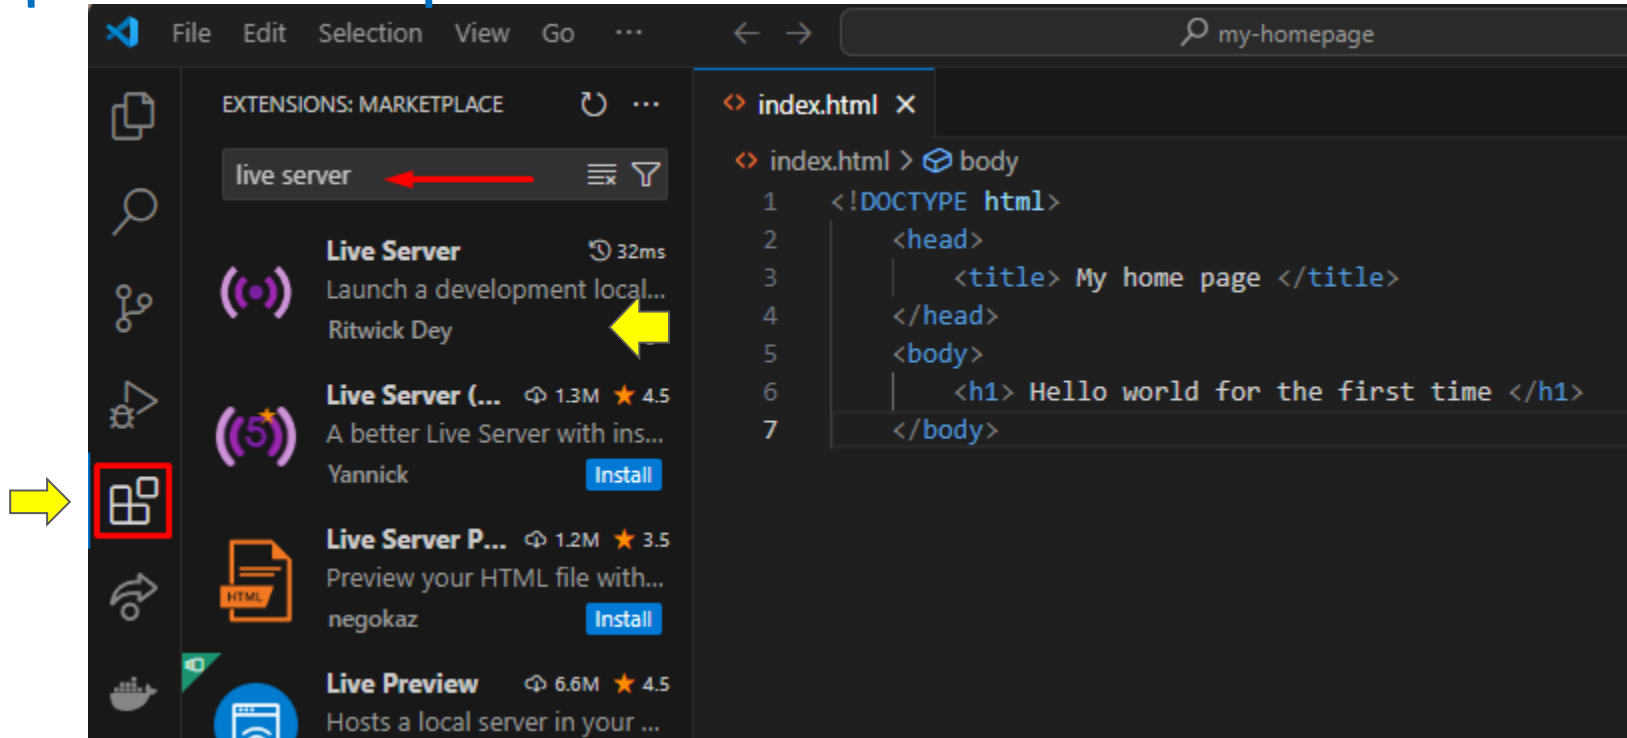 File Edit Selection View Go ...
my-homepage
EXTENSIONS: MARKETPLACE
live server
Live Server 32ms
Launch a development local...
Ritwick Dey
Live Server (... 1.3M 4.5
5
A better Live Server with ins...
Yannick Install
Live Server P... 1.2M 3.5
Preview your HTML file with...
HTML
negokaz Install
Live Preview 6.6M 4.5
Hosts a local server in your ...
index.html
index.html > body
1 <!DOCTYPE html>
2 <head>
3 <title> My home page </title>
4 </head>
5 <body>
6 <h1> Hello world for the first time </h1>
7 </body>